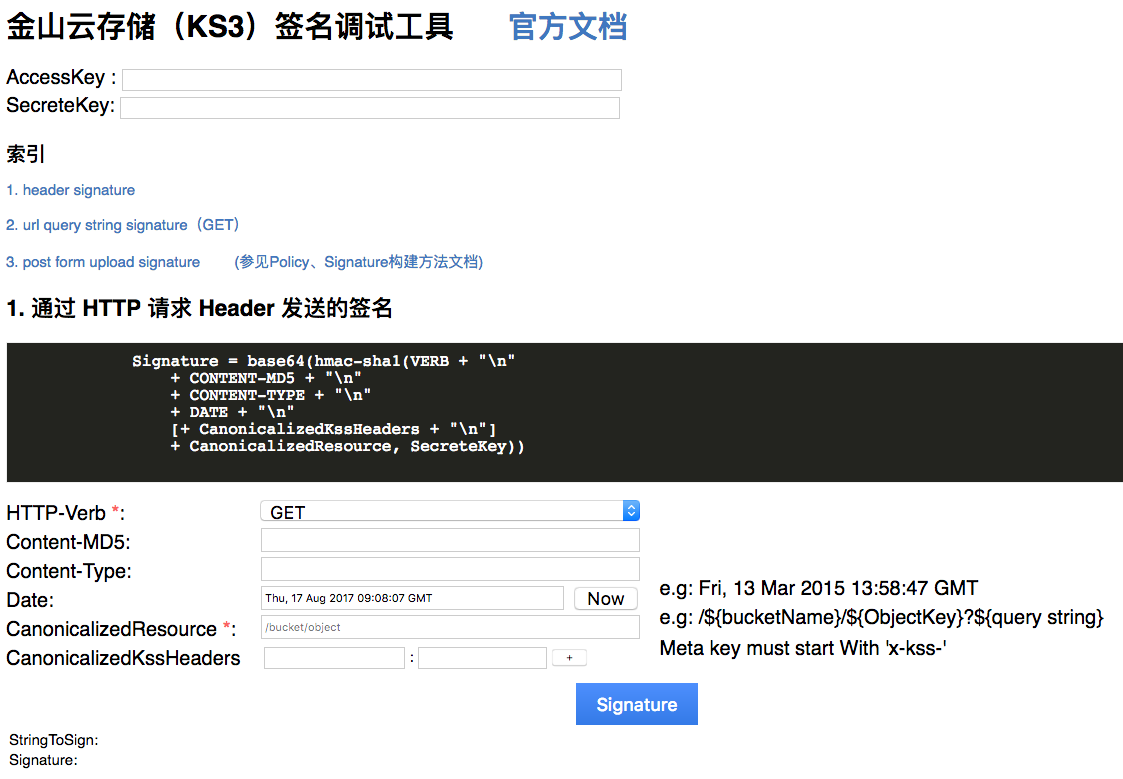 金山云存储（KS3）签名调试工具 官方文档
AccessKey :
SecreteKey:
索引
1. header signature
2. url query string signature（GET）
3. post form upload signature (参见Policy、Signature构建方法文档)
1. 通过 HTTP 请求 Header 发送的签名
Signature = base64(hmac-sha1(VERB + "\n"
+ CONTENT-MD5 + "\n"
+ CONTENT-TYPE + "\n"
+ DATE + "\n"
[+ CanonicalizedKssHeaders + "\n"]
+ CanonicalizedResource, SecreteKey))
HTTP-Verb *: GET
Content-MD5:
Content-Type:
Date: Thu, 17 Aug 2017 09:08:07 GMT Now e.g: Fri, 13 Mar 2015 13:58:47 GMT
CanonicalizedResource *: /bucket/object e.g: /${bucketName}/${ObjectKey}?${query string}
CanonicalizedKssHeaders : + Meta key must start With 'x-kss-'
Signature
StringToSign:
Signature: